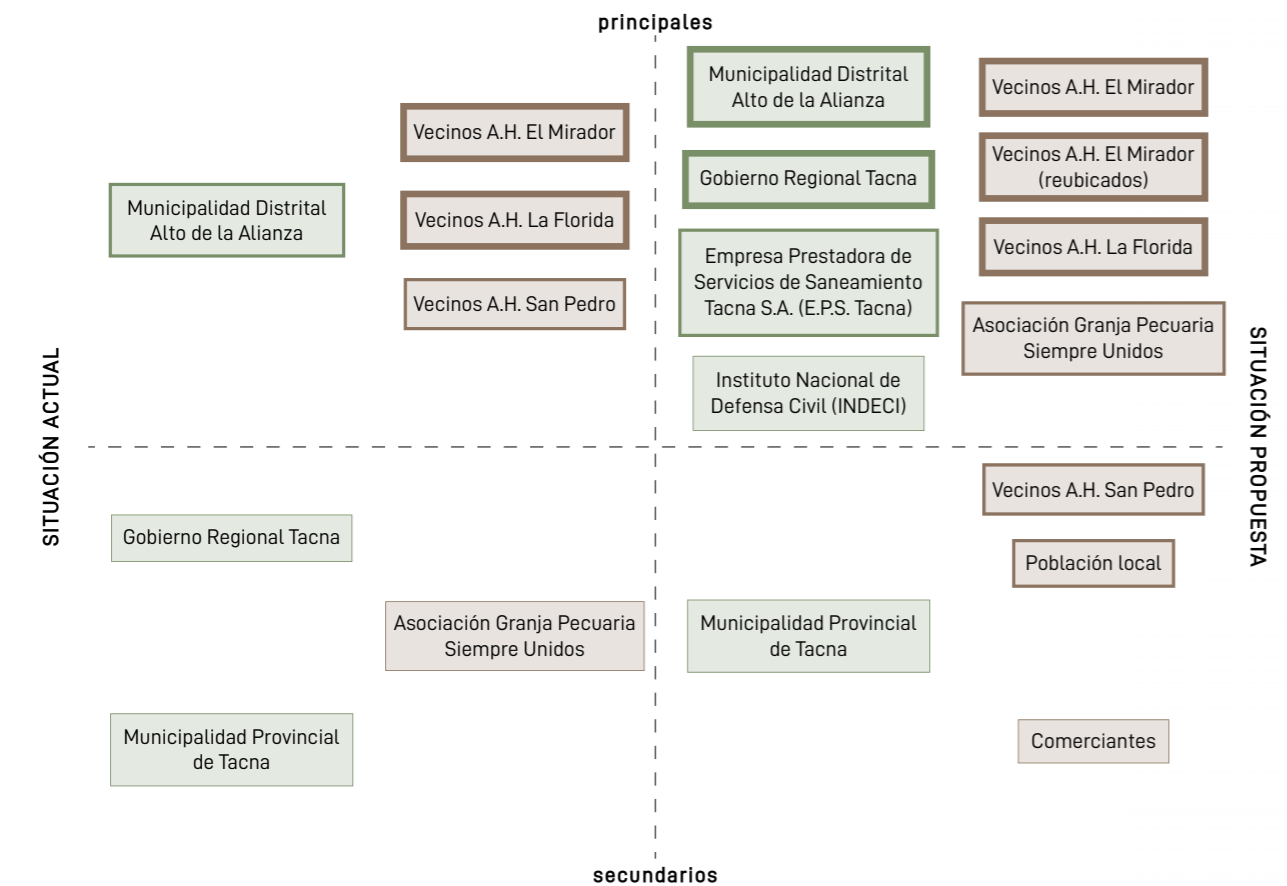 principales
Municipalidad Distrital
Alto de la Alianza
Vecinos A.H. El Mirador
Vecinos A.H. La Florida
Vecinos A.H. San Pedro
Municipalidad Distrital
Alto de la Alianza
Gobierno Regional Tacna
Empresa Prestadora de
Servicios de Saneamiento
Tacna S.A. (E.P.S. Tacna)
Instituto Nacional de
Defensa Civil (INDECI)
Vecinos A.H. El Mirador
Vecinos A.H. El Mirador
(reubicados)
Vecinos A.H. La Florida
Asociación Granja Pecuaria
Siempre Unidos
SITUACIÓN ACTUAL
SITUACIÓN PROPUESTA
Gobierno Regional Tacna
Asociación Granja Pecuaria
Siempre Unidos
Municipalidad Provincial
de Tacna
Municipalidad Provincial
de Tacna
Vecinos A.H. San Pedro
Población local
Comerciantes
secundarios